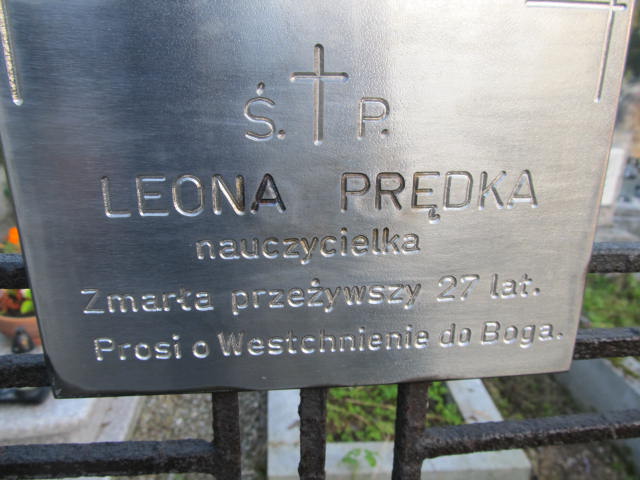 Ś. P.
LEONA PRĘDKA
nauczycielka
Zmarła przeżywszy 27 lat.
Prosi o Westchnienie do Boga.